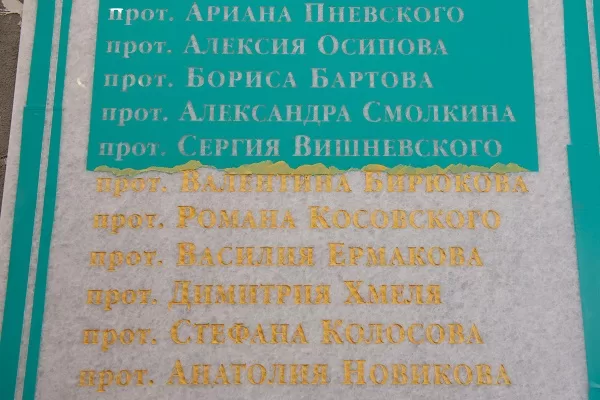 прот. Ариана Пневского
прот. Алексия Осипова
прот. Бориса Бартова
прот. Александра Смолкина
прот. Сергия Вишневского
прот. Валентина Бирюкова
прот. Романа Косовского
прот. Василия Ермакова
прот. Димитрия Хмеля
прот. Стефана Колосова
прот. Анатолия Новикова